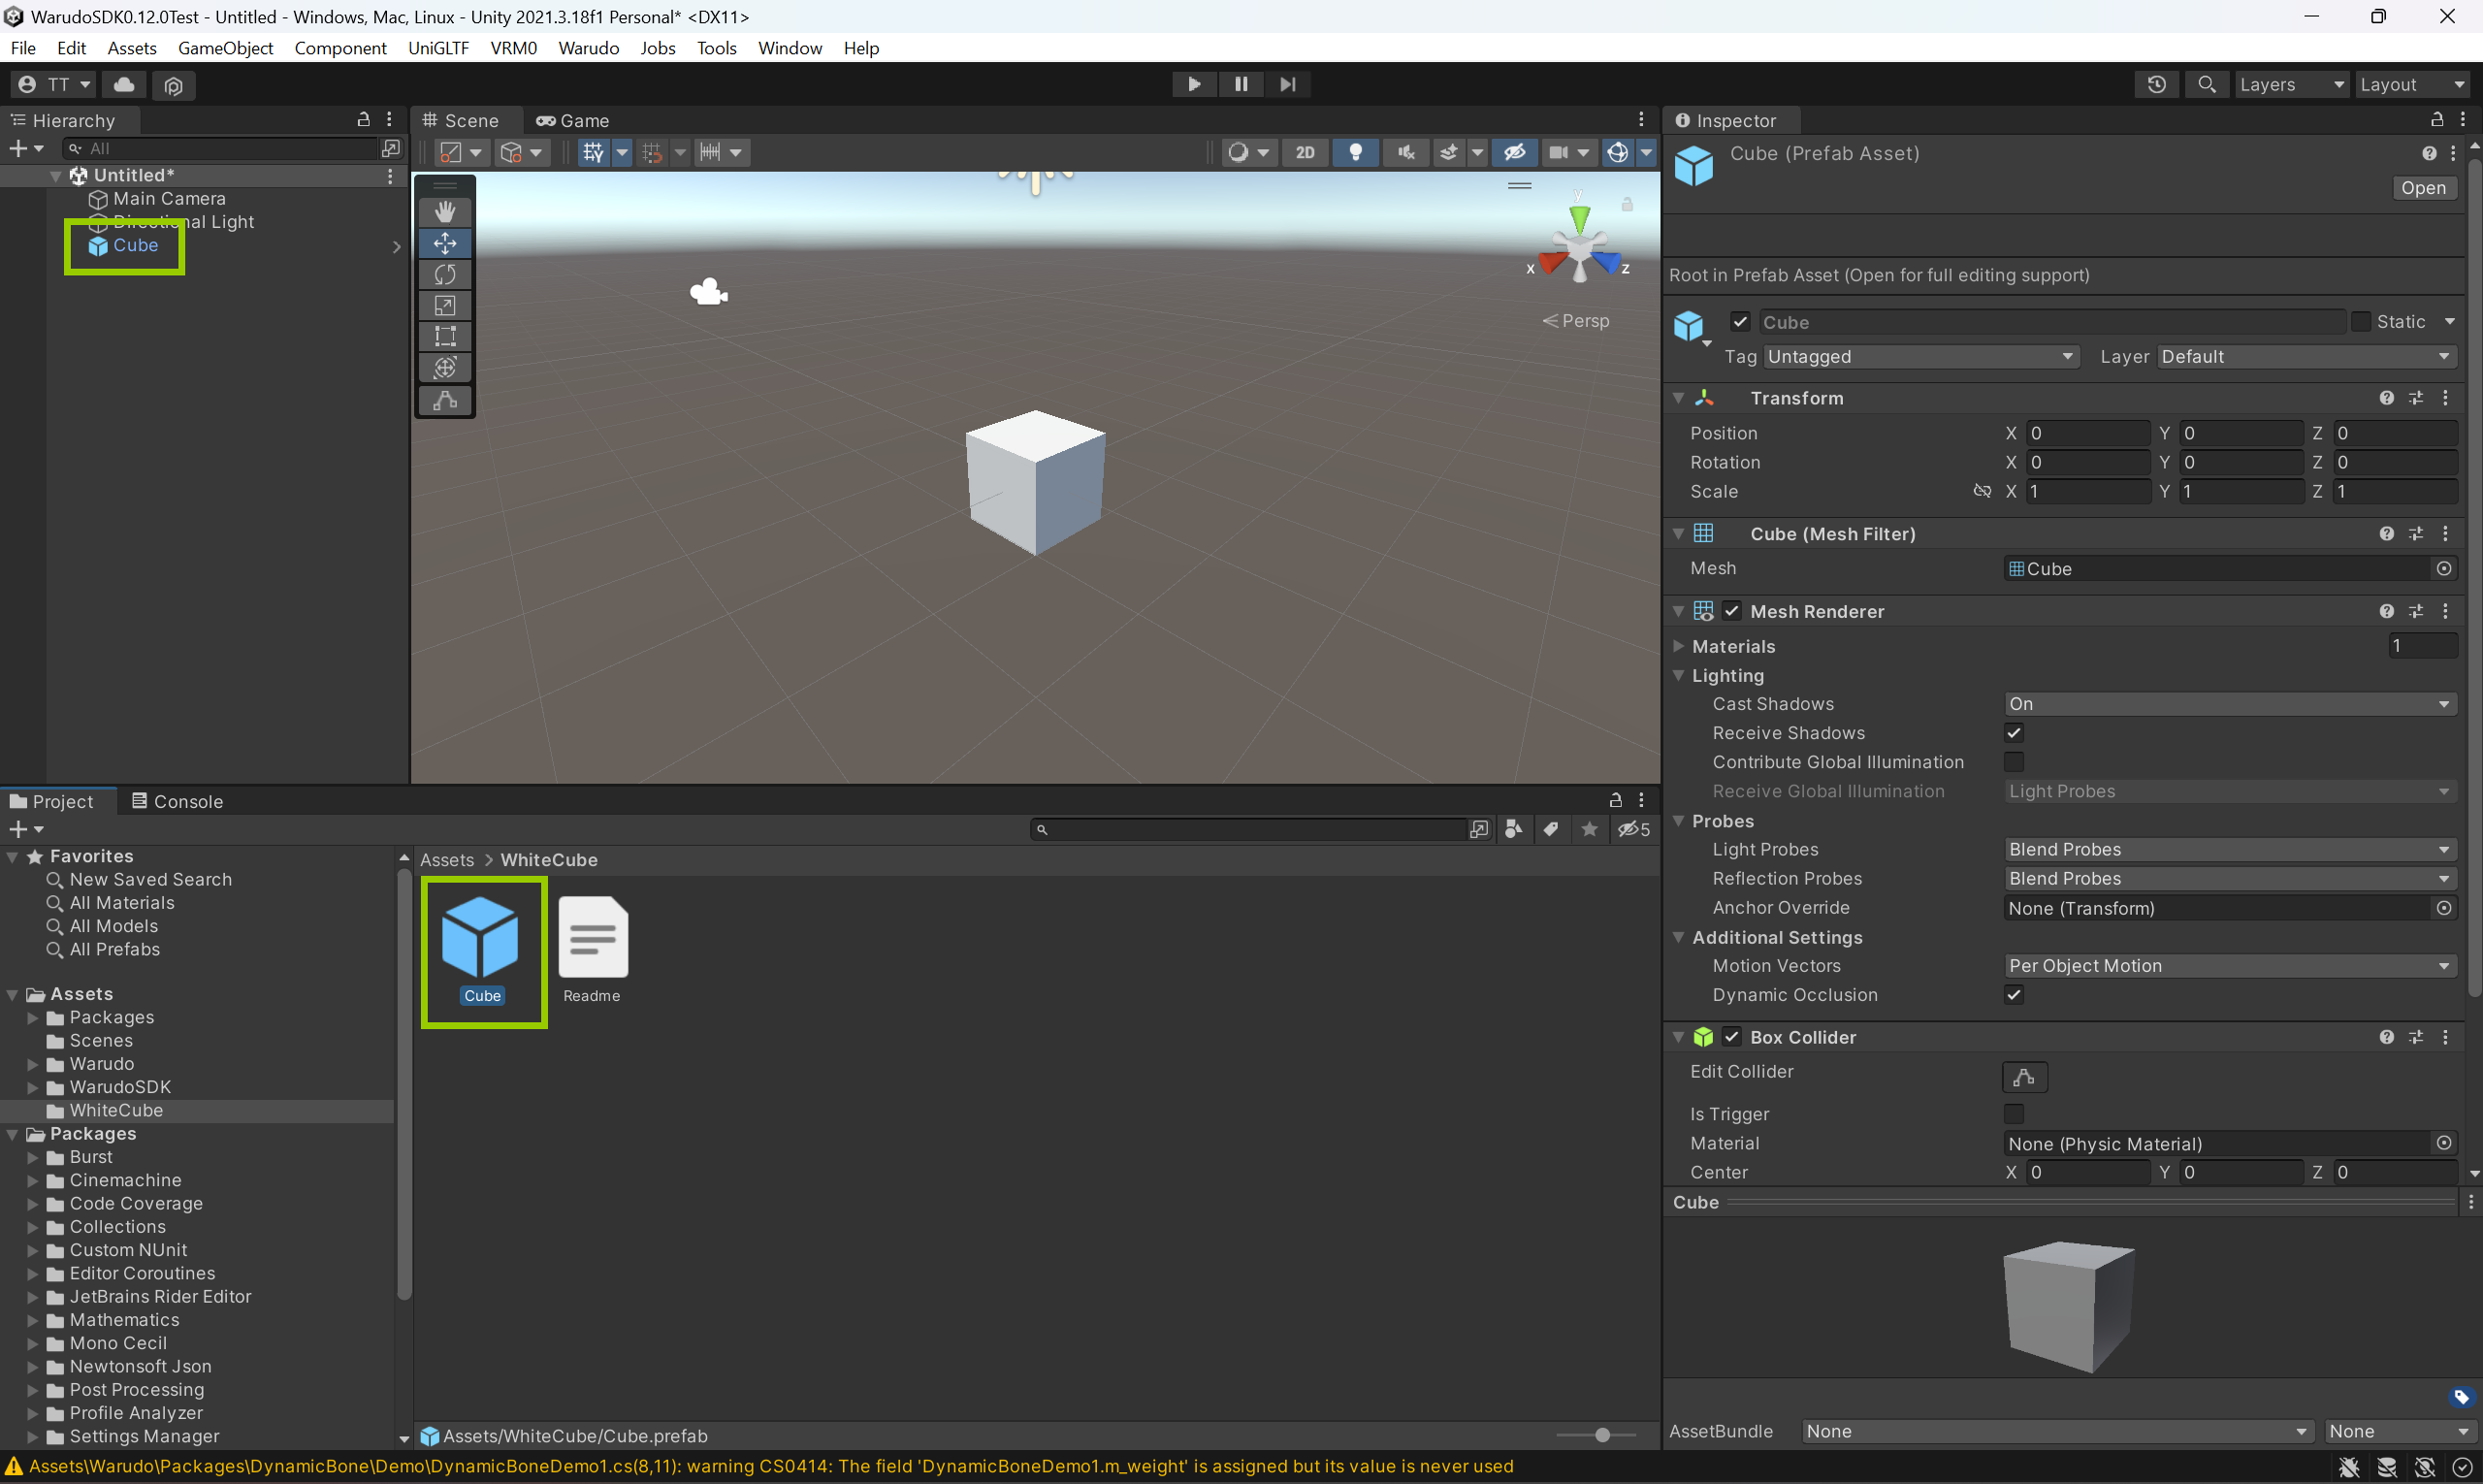 WarudoSDK0.12.0Test - Untitled - Windows, Mac, Linux - Unity 2021.3.18f1 Personal* <DX11>
File Edit Assets GameObject Component UniGLTF VRM0 Warudo Jobs Tools Window Help
TT
Layers
Layout
Hierarchy
All
Untitled*
Main Camera
Directional Light
Cube
Scene
Game
2D
y
x
z
Persp
Inspector
Cube (Prefab Asset)
Open
Root in Prefab Asset (Open for full editing support)
Cube
Static
Tag Untagged
Layer Default
Transform
Position X 0 Y 0 Z 0
Rotation X 0 Y 0 Z 0
Scale X 1 Y 1 Z 1
Cube (Mesh Filter)
Mesh Cube
Mesh Renderer
Materials 1
Lighting
Cast Shadows On
Receive Shadows
Contribute Global Illumination
Receive Global Illumination Light Probes
Probes
Light Probes Blend Probes
Reflection Probes Blend Probes
Anchor Override None (Transform)
Additional Settings
Motion Vectors Per Object Motion
Dynamic Occlusion
Box Collider
Edit Collider
Is Trigger
Material None (Physic Material)
Center X 0 Y 0 Z 0
Cube
AssetBundle None None
Project
Console
5
Favorites
New Saved Search
All Materials
All Models
All Prefabs
Assets
Packages
Scenes
Warudo
WarudoSDK
WhiteCube
Packages
Burst
Cinemachine
Code Coverage
Collections
Custom NUnit
Editor Coroutines
JetBrains Rider Editor
Mathematics
Mono Cecil
Newtonsoft Json
Post Processing
Profile Analyzer
Settings Manager
Assets > WhiteCube
Cube
Readme
Assets/WhiteCube/Cube.prefab
Assets\Warudo\Packages\DynamicBone\Demo\DynamicBoneDemo1.cs(8,11): warning CS0414: The field 'DynamicBoneDemo1.m_weight' is assigned but its value is never used